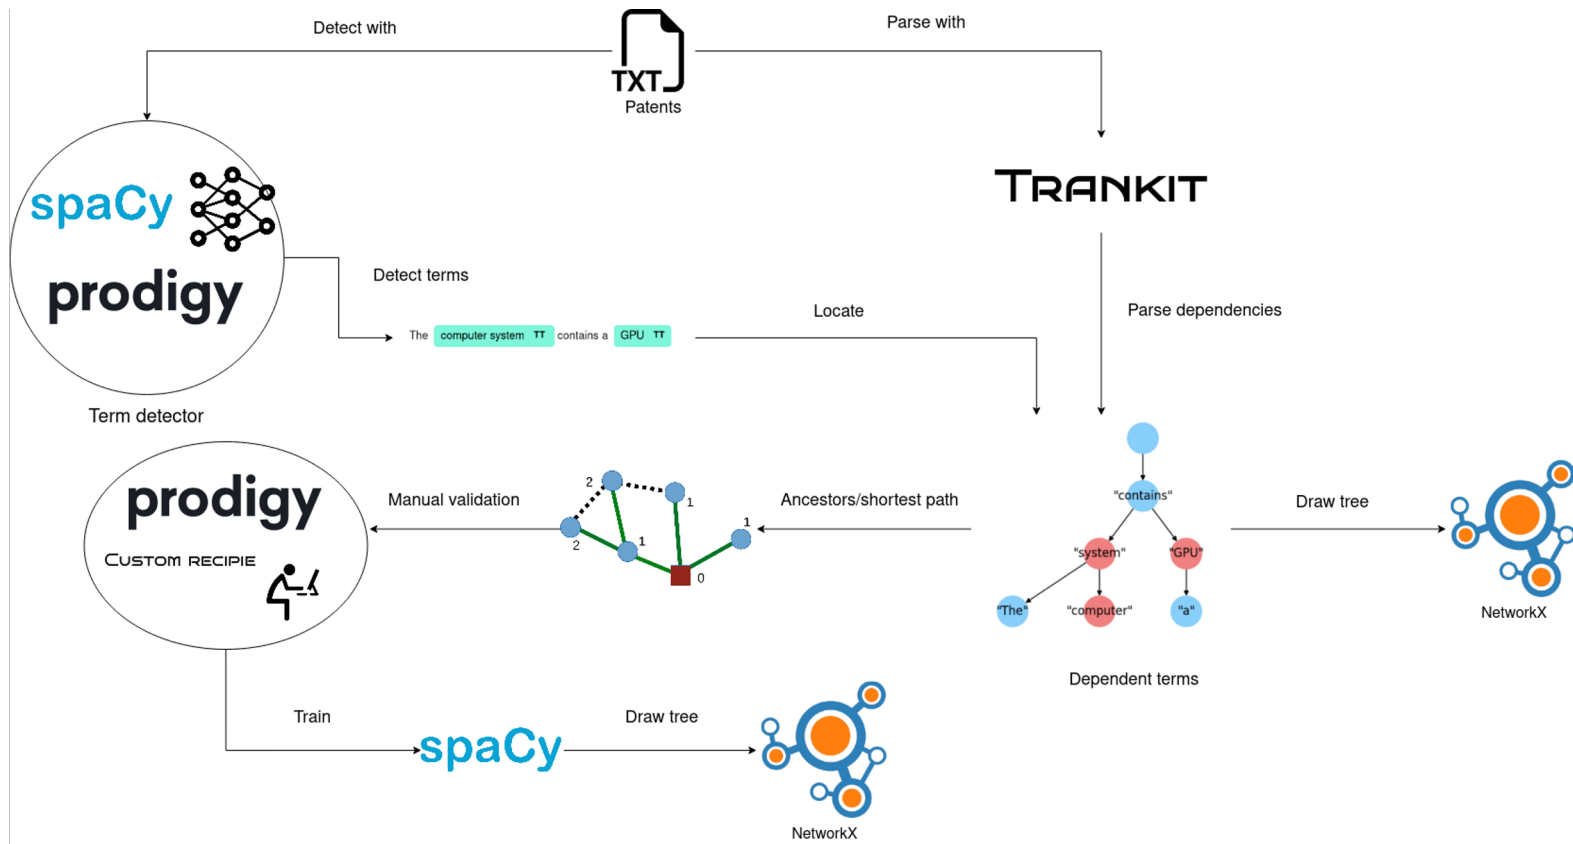 Detect with
TXT
Patents
Parse with
spaCy
prodigy
Term detector
TRANKIT
Detect terms
The computer system TT contains a GPU TT
Locate
Parse dependencies
"contains"
"system" "GPU"
"The" "computer" "a"
Dependent terms
Draw tree
NetworkX
Ancestors/shortest path
2
1
1
2
1
0
Manual validation
prodigy
CUSTOM RECIPIE
Train
spaCy
Draw tree
NetworkX